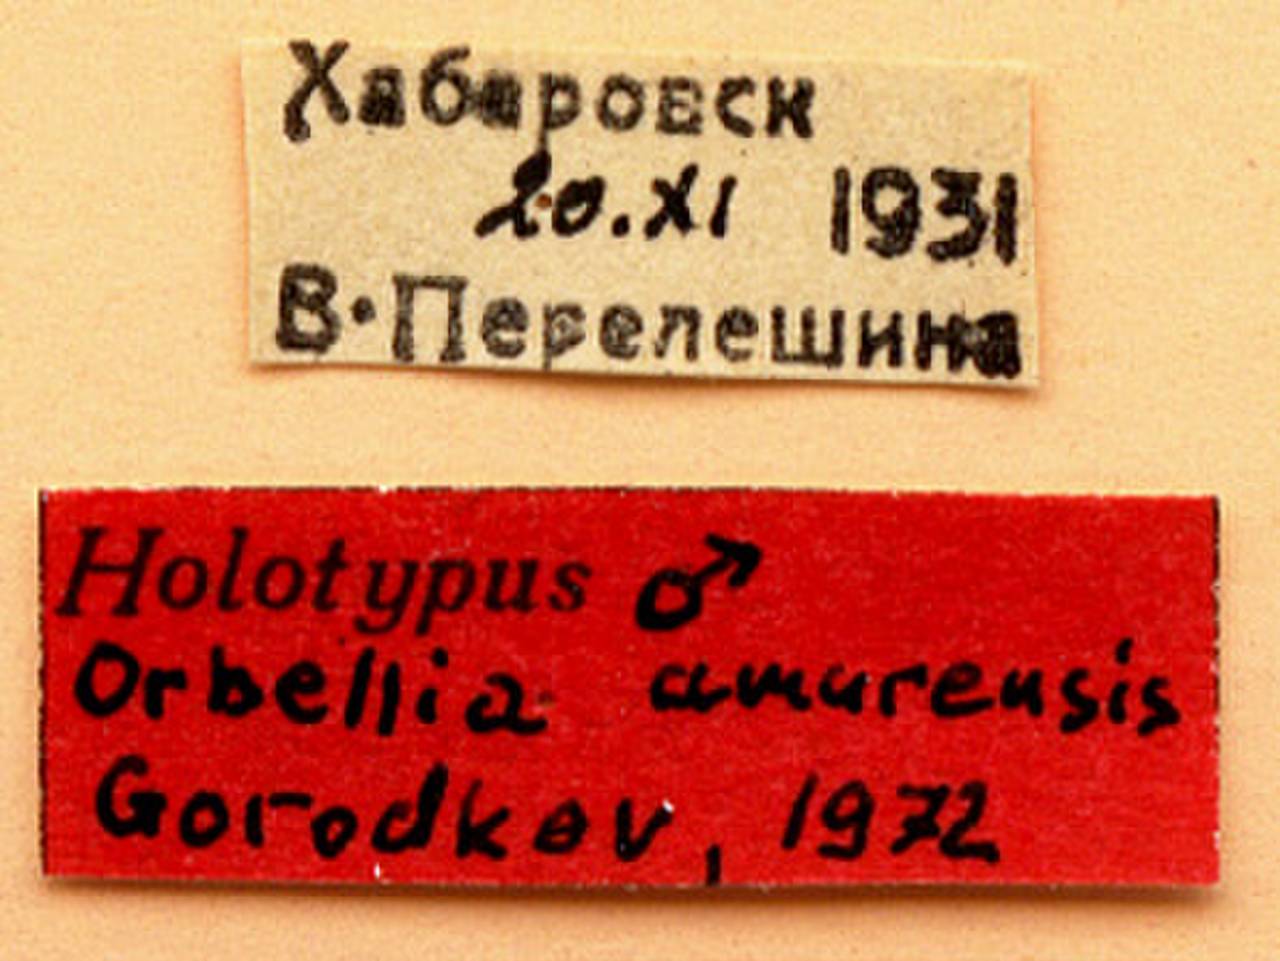 Хабаровск
20.XI 1931
В.Перелешина
Holotypus ♂
Orbellia amurensis
Gorodkov, 1972